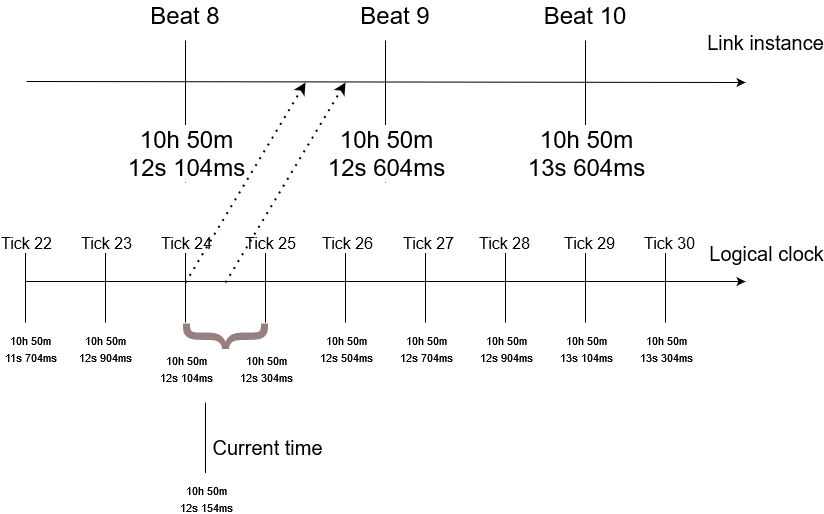 Beat 8
Beat 9
Beat 10
Link instance
10h 50m
12s 104ms
10h 50m
12s 604ms
10h 50m
13s 604ms
Tick 22
Tick 23
Tick 24
Tick 25
Tick 26
Tick 27
Tick 28
Tick 29
Tick 30
Logical clock
10h 50m
11s 704ms
10h 50m
12s 904ms
10h 50m
12s 104ms
10h 50m
12s 304ms
10h 50m
12s 504ms
10h 50m
12s 704ms
10h 50m
12s 904ms
10h 50m
13s 104ms
10h 50m
13s 304ms
Current time
10h 50m
12s 154ms